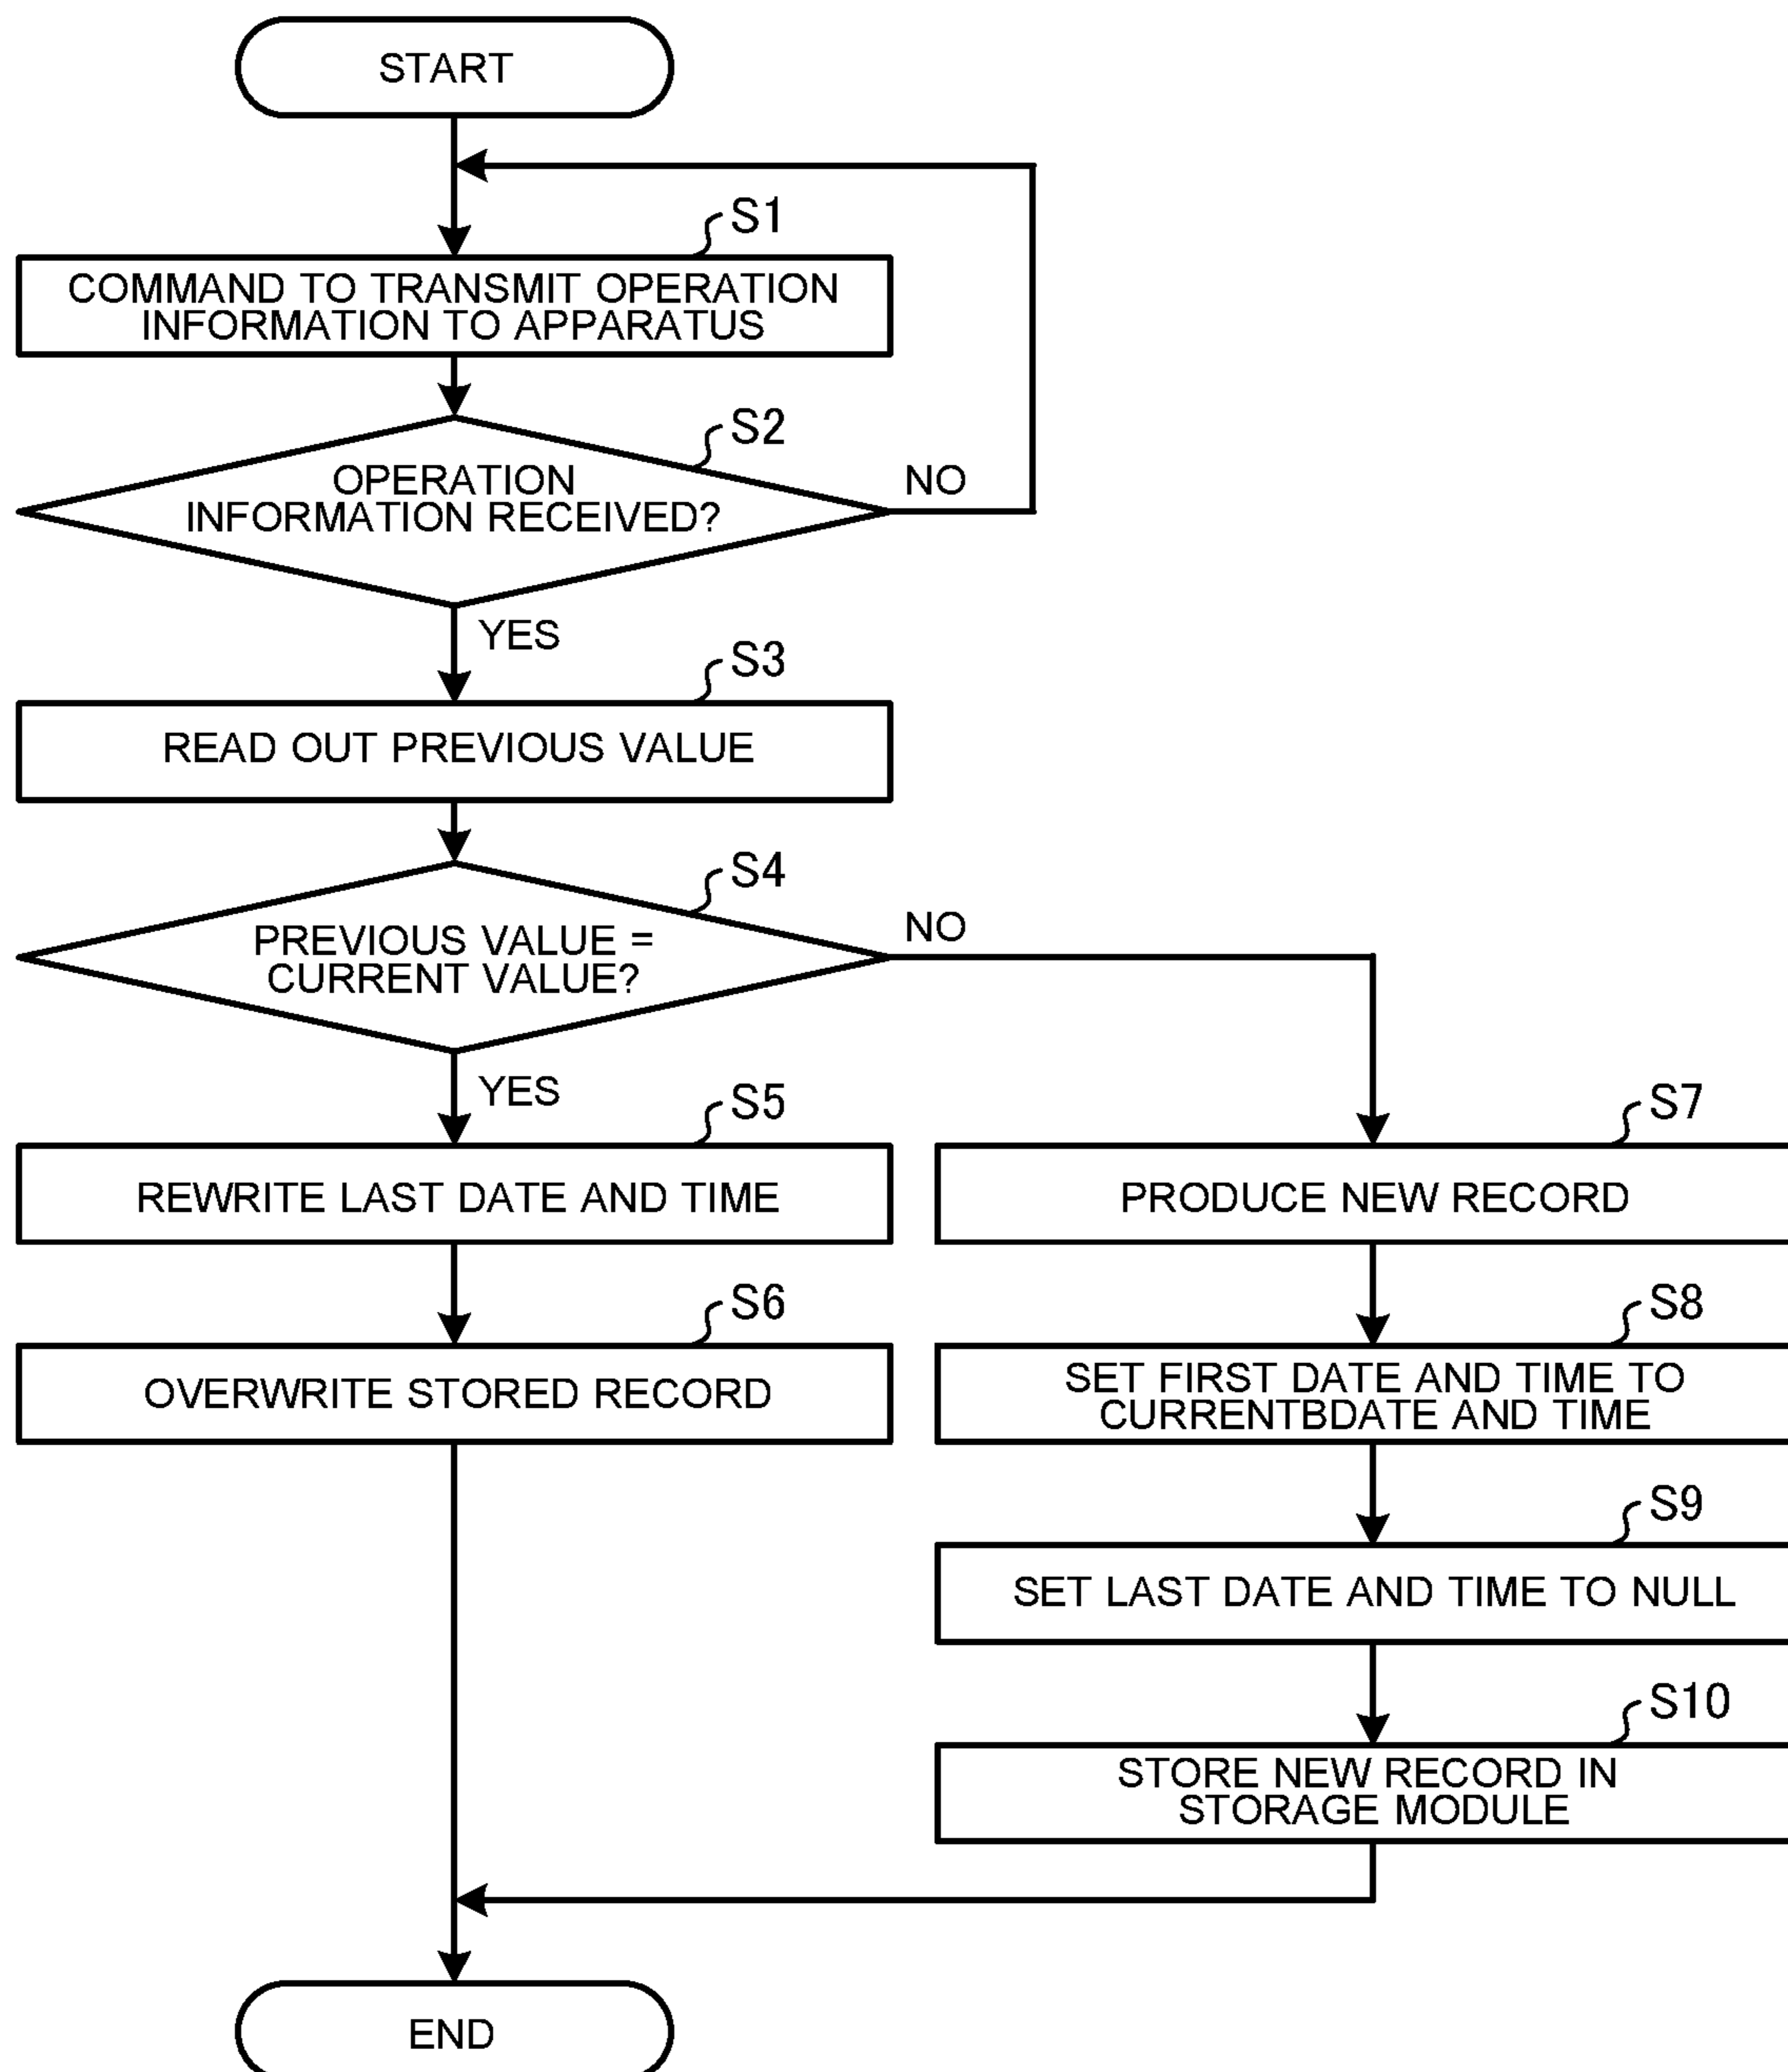 START
S1
COMMAND TO TRANSMIT OPERATION
INFORMATION TO APPARATUS
S2
OPERATION
INFORMATION RECEIVED?
NO
YES
S3
READ OUT PREVIOUS VALUE
S4
PREVIOUS VALUE =
CURRENT VALUE?
NO
YES
S5
REWRITE LAST DATE AND TIME
S6
OVERWRITE STORED RECORD
S7
PRODUCE NEW RECORD
S8
SET FIRST DATE AND TIME TO
CURRENTBDATE AND TIME
S9
SET LAST DATE AND TIME TO NULL
S10
STORE NEW RECORD IN
STORAGE MODULE
END